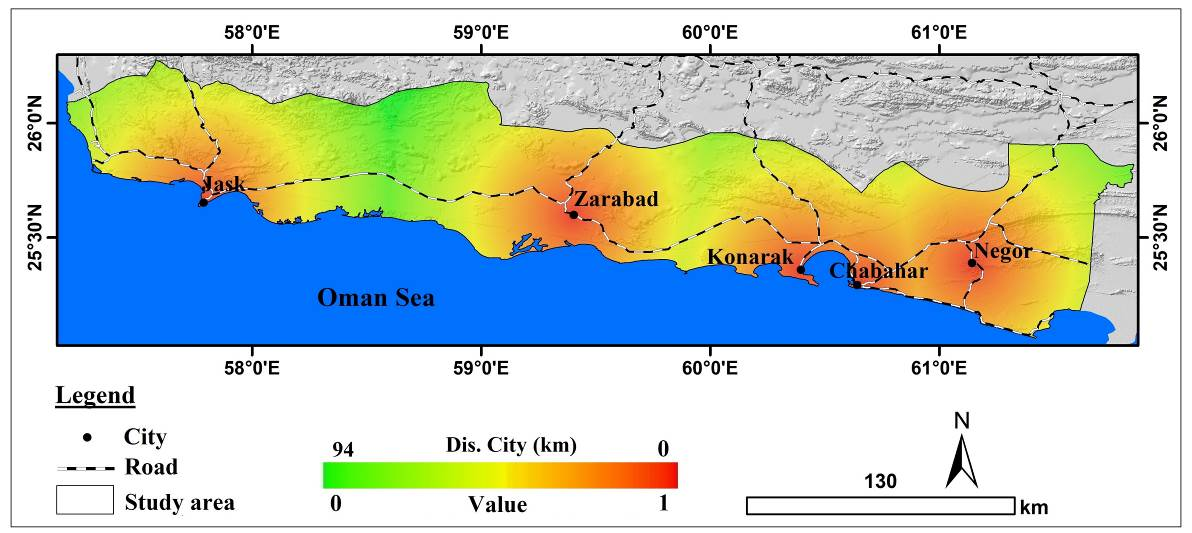 58°0'E 59°0'E 60°0'E 61°0'E
26°0'N 26°0'N
Jask
Zarabad
25°30'N 25°30'N
Konarak Chabahar Negor
Oman Sea
58°0'E 59°0'E 60°0'E 61°0'E
Legend
City
Road
Study area
94 Dis. City (km) 0
0 Value 1
N
130
km